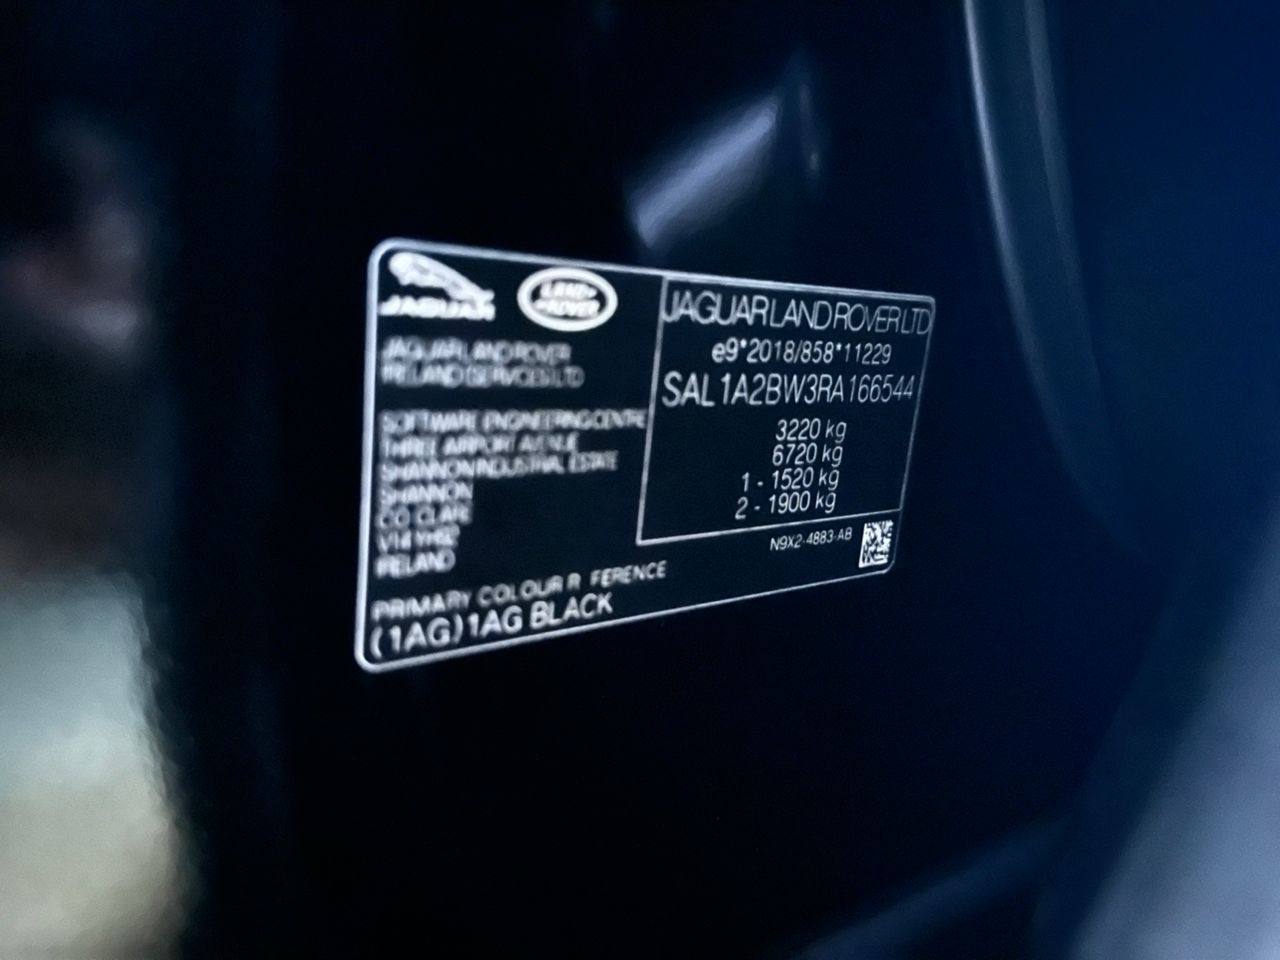 JAGUAR
LAND ROVER
JAGUAR LAND ROVER
IRELAND (SERVICES) LTD
SOFTWARE ENGINEERING CENTRE
THREE AIRPORT AVENUE
SHANNON INDUSTRIAL ESTATE
SHANNON
CO CLARE
V14 YH92
IRELAND
JAGUAR LAND ROVER LTD
e9*2018/858*11229
SAL1A2BW3RA166544
3220 kg
6720 kg
1 - 1520 kg
2 - 1900 kg
N9X2-4883-AB
PRIMARY COLOUR R FERENCE
(1AG) 1AG BLACK